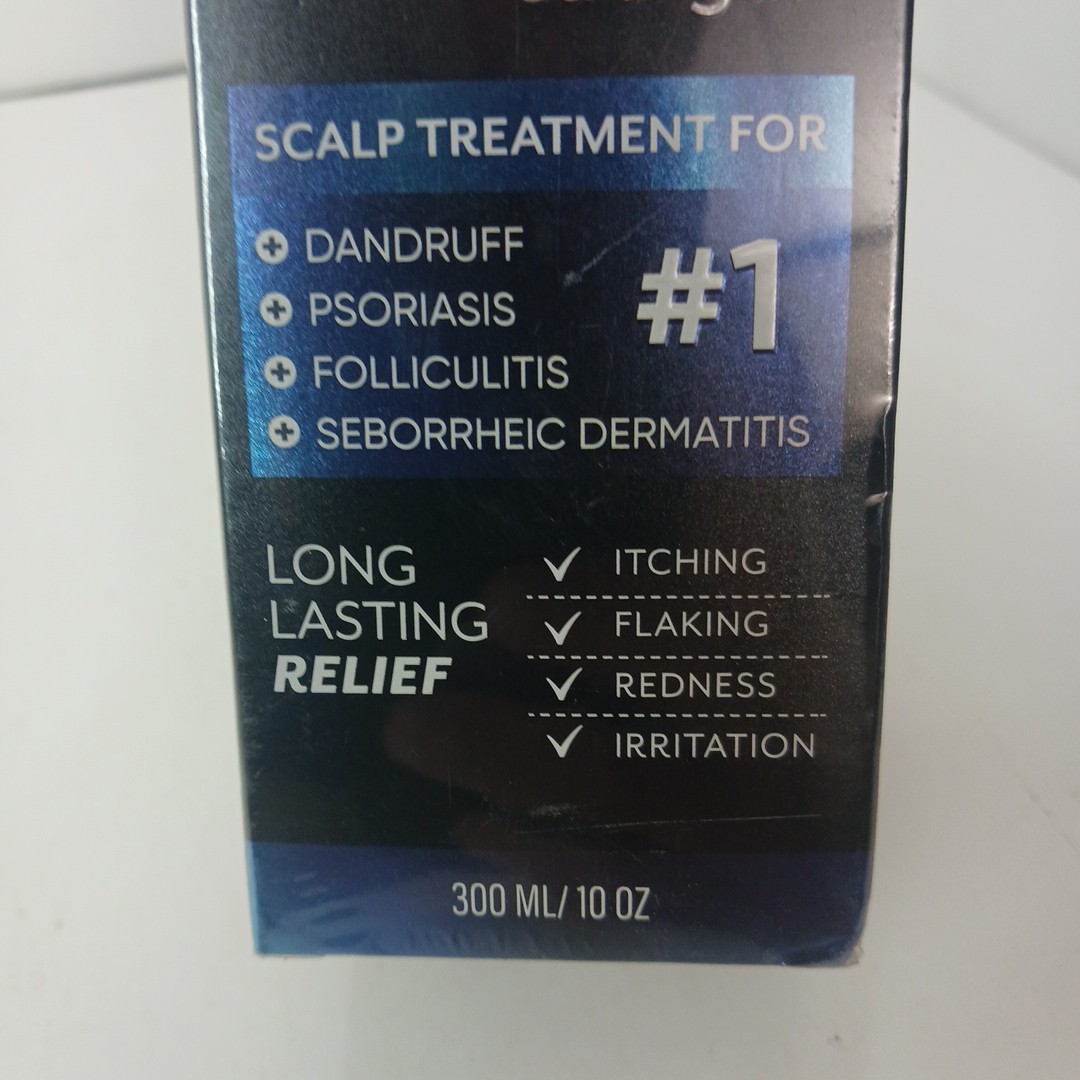 SCALP TREATMENT FOR
DANDRUFF
PSORIASIS
FOLLICULITIS
SEBORRHEIC DERMATITIS
#1
LONG
LASTING
RELIEF
ITCHING
FLAKING
REDNESS
IRRITATION
300 ML/ 10 OZ